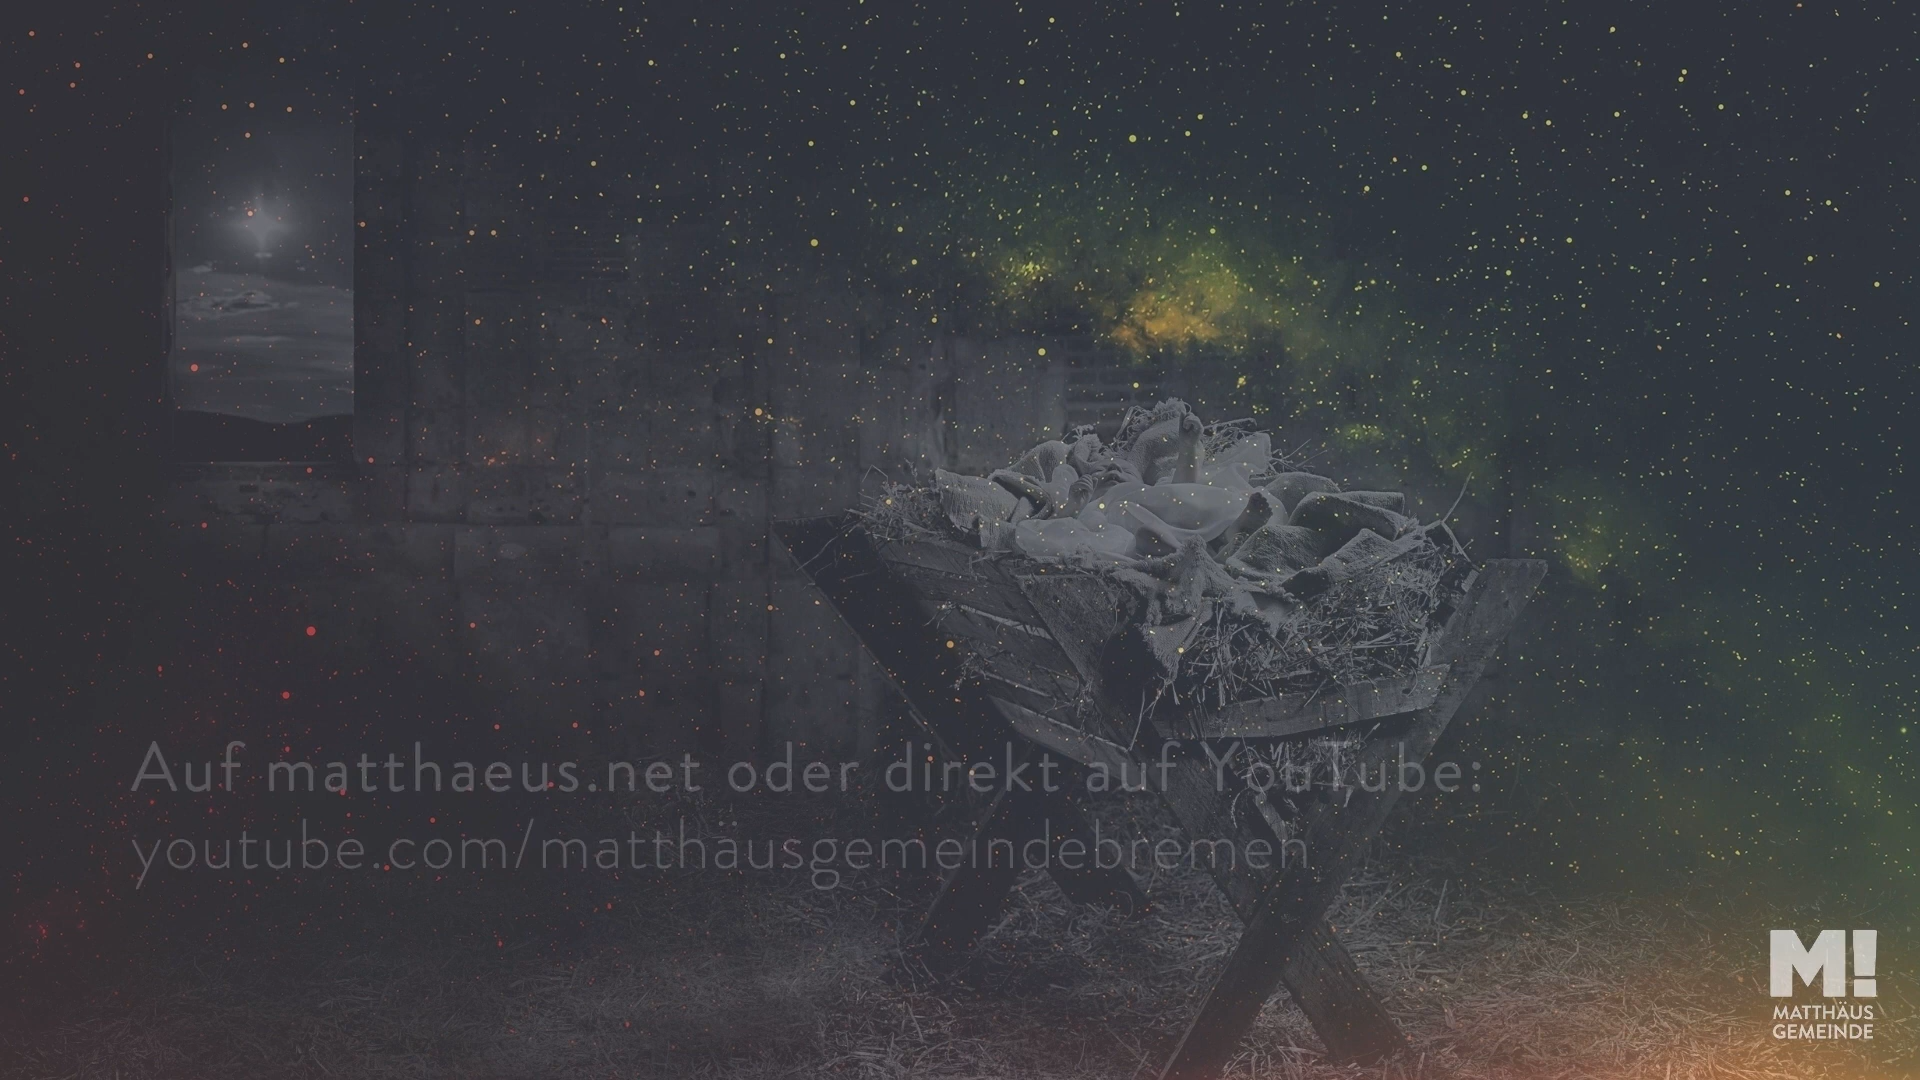 Auf matthaeus.net oder direkt auf YouTube:
youtube.com/matthäusgemeindebremen
M!
MATTHÄUS
GEMEINDE